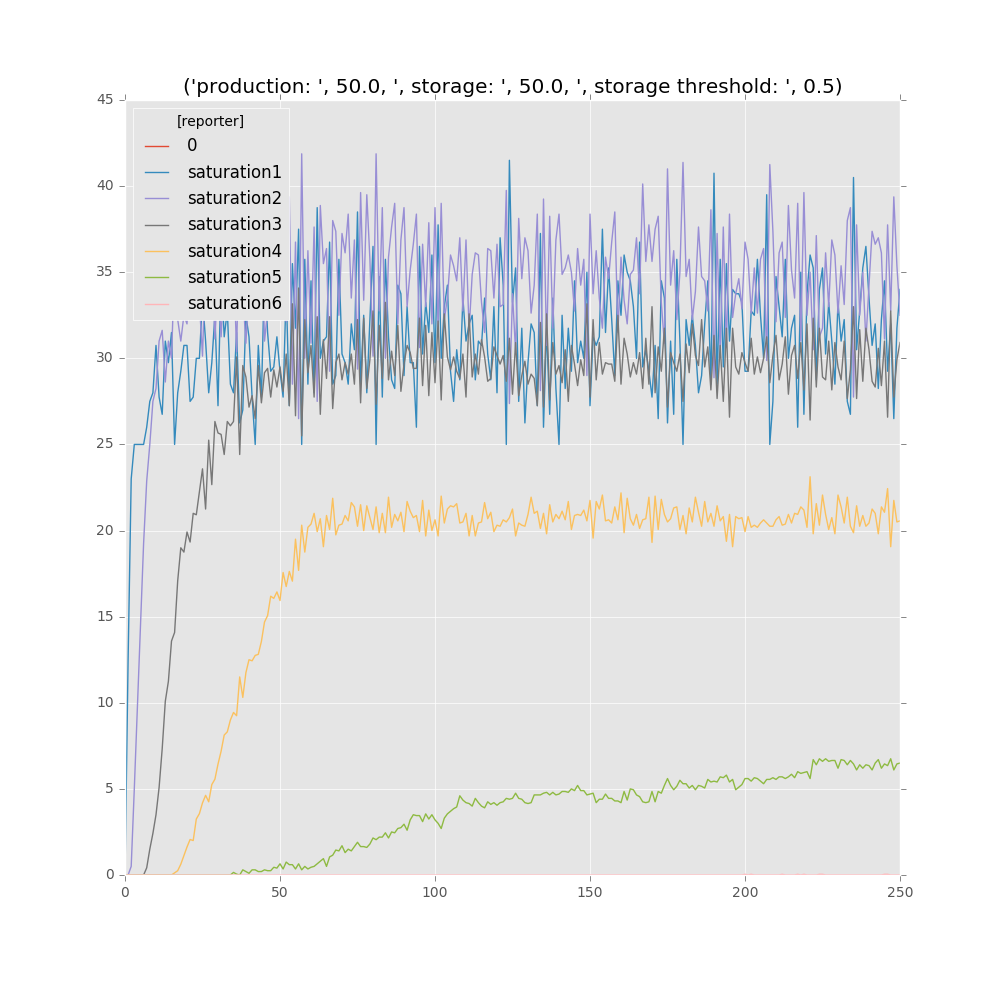 ('production: ', 50.0, ', storage: ', 50.0, ', storage threshold: ', 0.5)
45
40
35
30
25
20
15
10
5
0
[reporter]
0
saturation1
saturation2
saturation3
saturation4
saturation5
saturation6
0 50 100 150 200 250